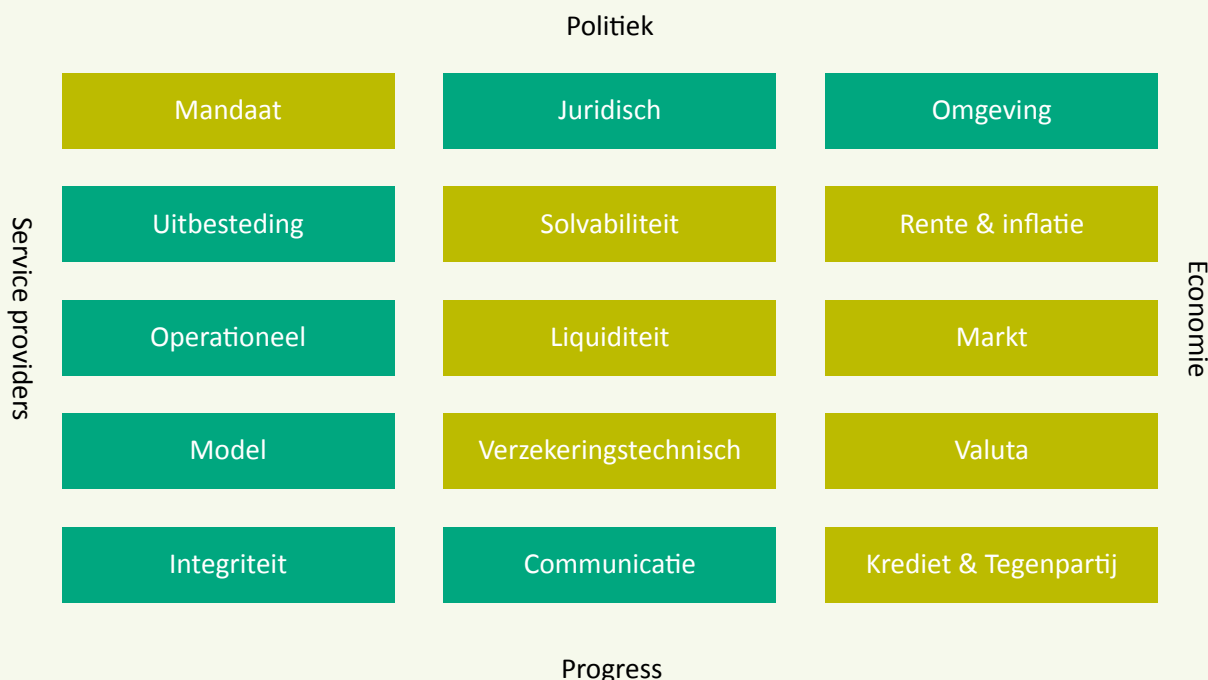 Politiek
Mandaat
Juridisch
Omgeving
Uitbesteding
Solvabiliteit
Rente & inflatie
Service providers
Economie
Operationeel
Liquiditeit
Markt
Model
Verzekeringstechnisch
Valuta
Integriteit
Communicatie
Krediet & Tegenpartij
Progress